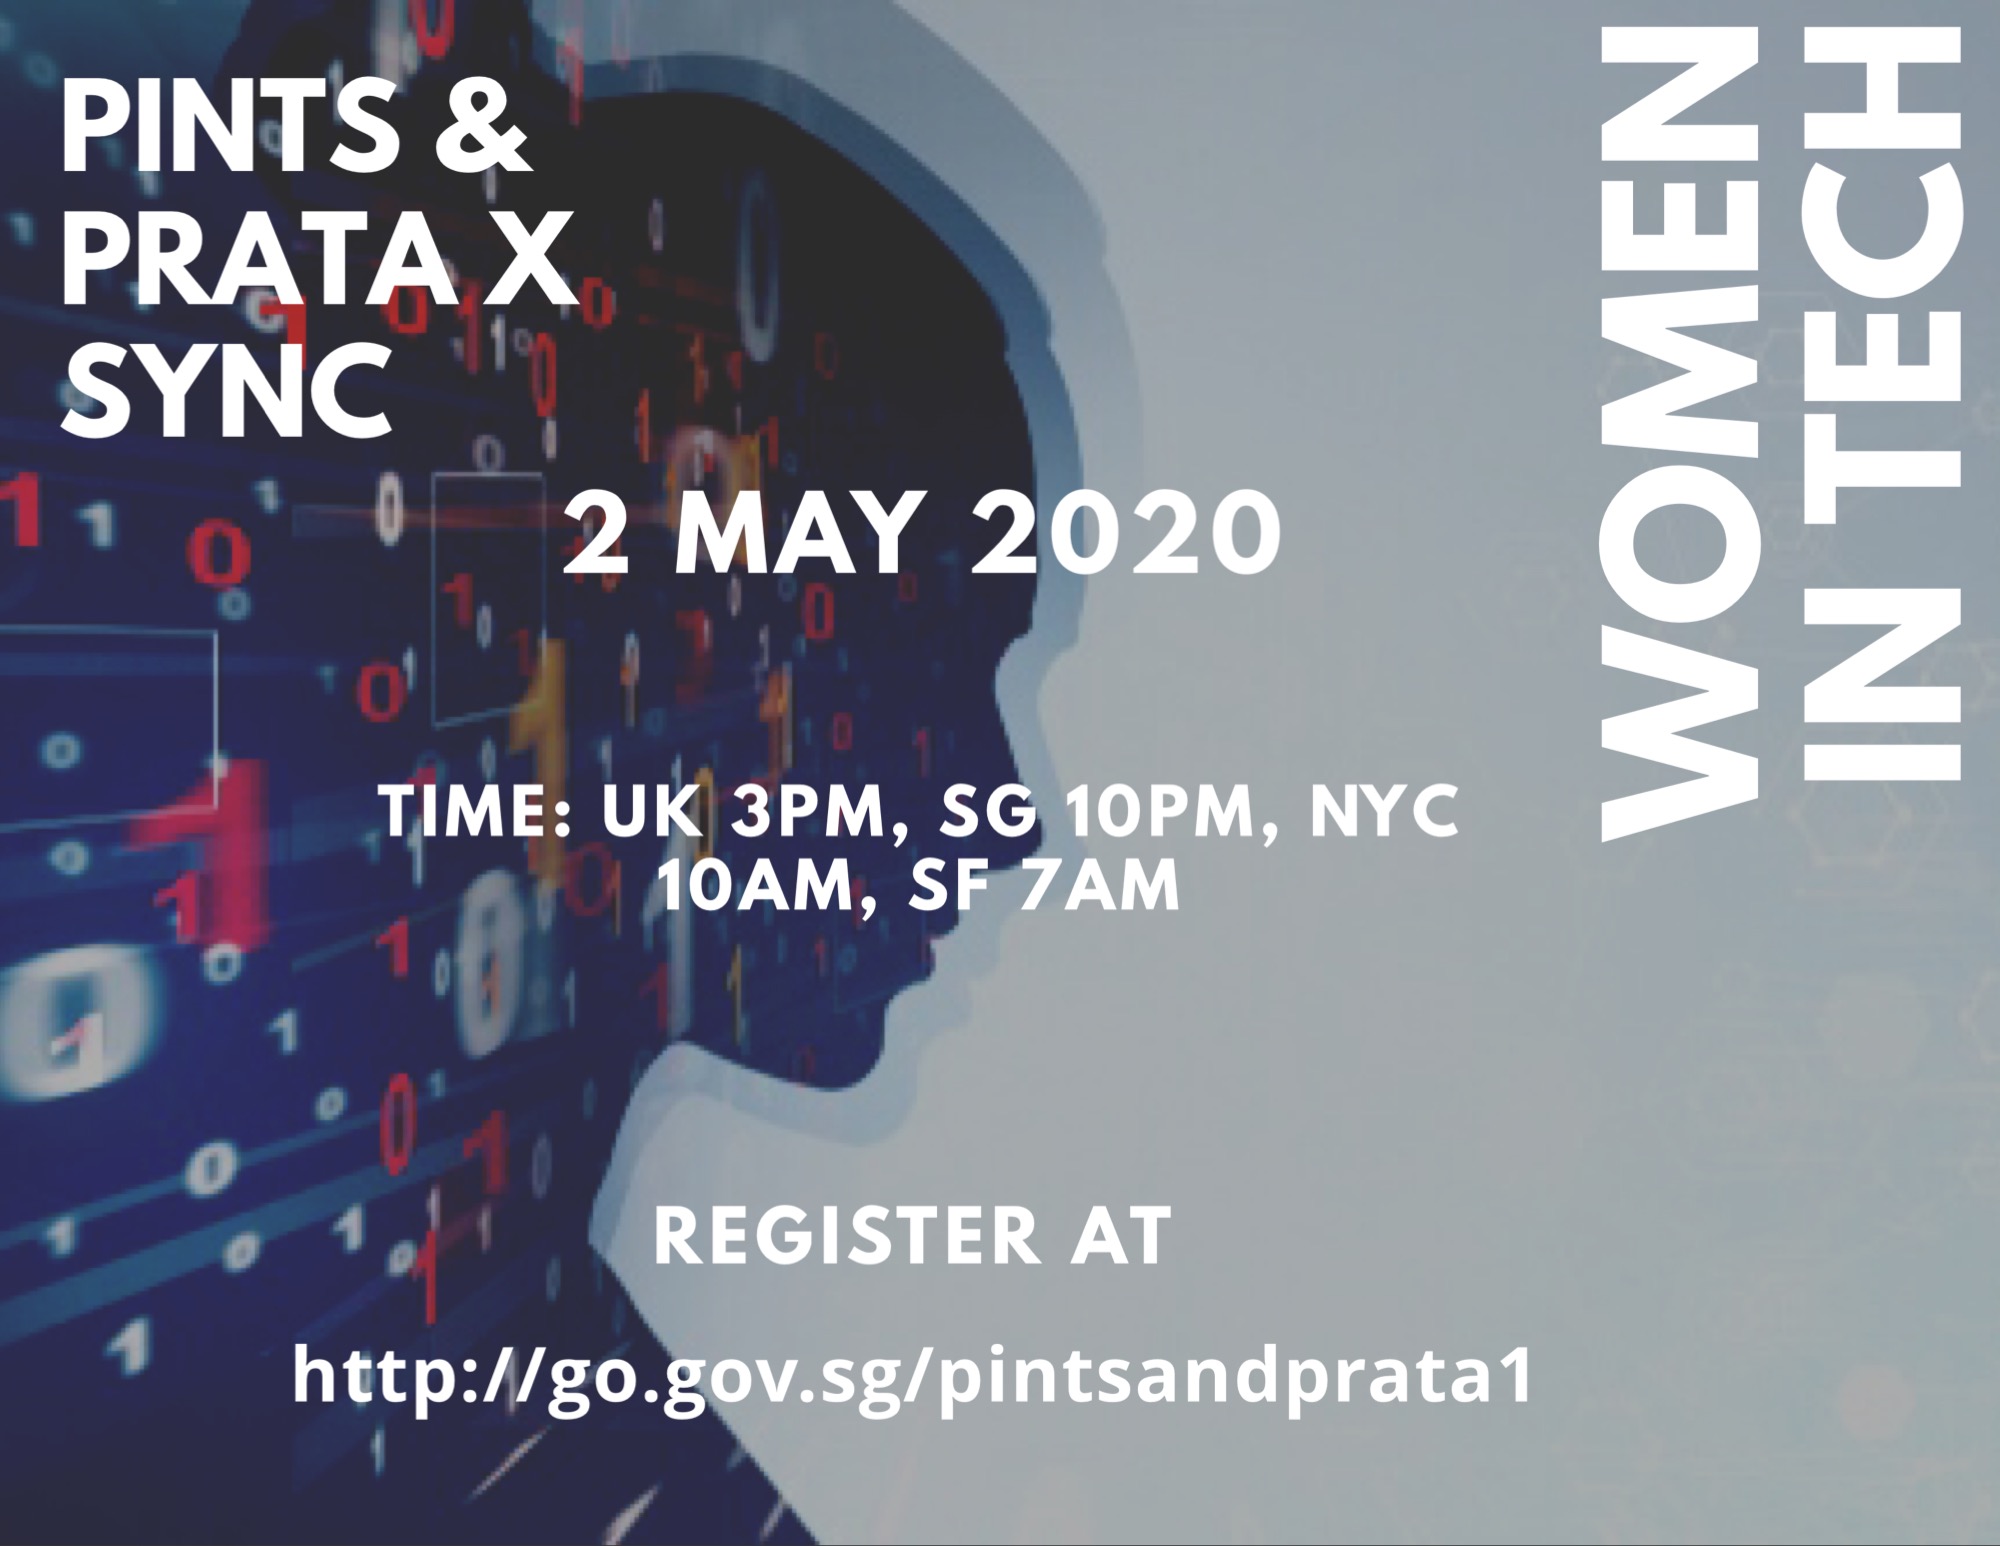 PINTS &
PRATA X
SYNC
WOMEN
IN TECH
2 MAY 2020
TIME: UK 3PM, SG 10PM, NYC
10AM, SF 7AM
REGISTER AT
http://go.gov.sg/pintsandprata1